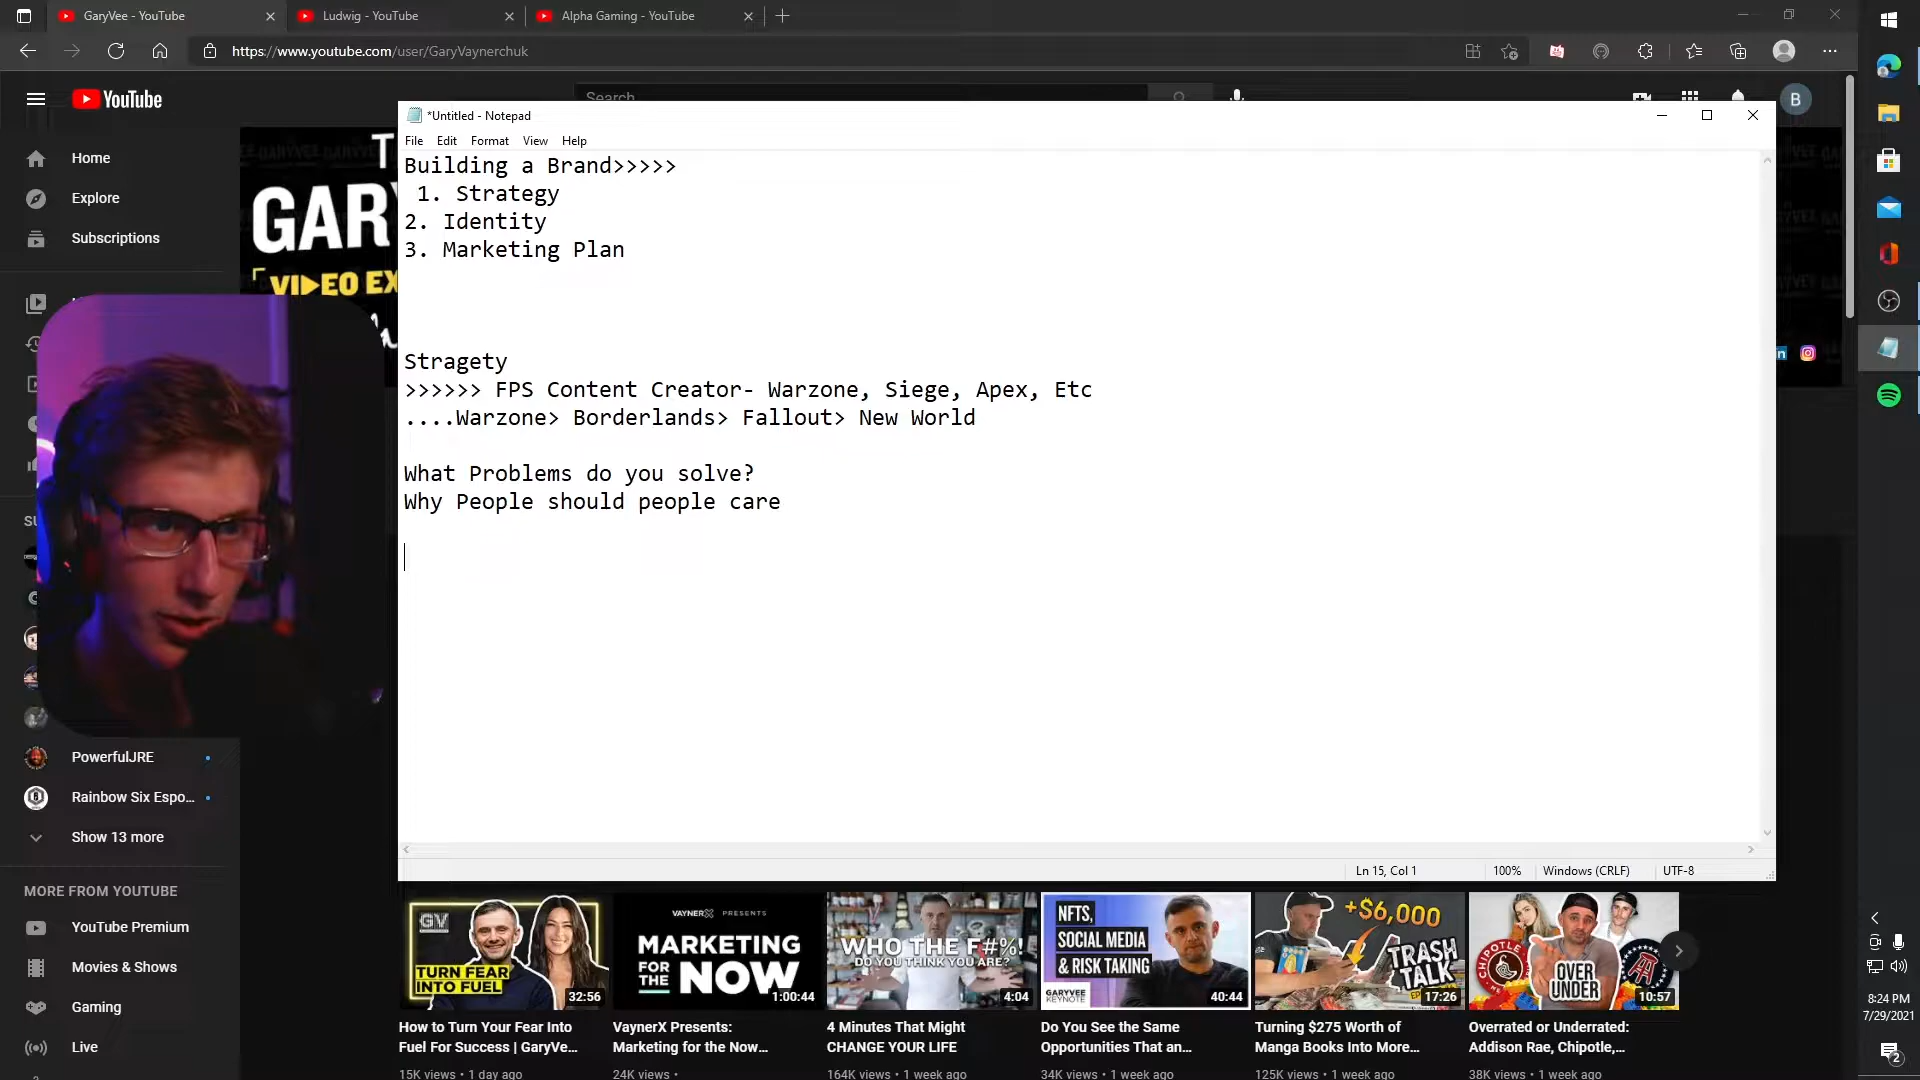 GaryVee - YouTube
Ludwig - YouTube
Alpha Gaming - YouTube
https://www.youtube.com/user/GaryVaynerchuk
YouTube
Search
B
*Untitled - Notepad
File Edit Format View Help
Building a Brand>>>>>
1. Strategy
2. Identity
3. Marketing Plan
Stragety
>>>>>> FPS Content Creator- Warzone, Siege, Apex, Etc
....Warzone> Borderlands> Fallout> New World
What Problems do you solve?
Why People should people care
Ln 15, Col 1
100%
Windows (CRLF)
UTF-8
Home
Explore
Subscriptions
GARY
PowerfulJRE
Rainbow Six Espo...
Show 13 more
MORE FROM YOUTUBE
YouTube Premium
Movies & Shows
Gaming
Live
GV
TURN FEAR
INTO FUEL
32:56
How to Turn Your Fear Into
Fuel For Success | GaryVe...
15K views • 1 day ago
VAYNERX PRESENTS
MARKETING
FOR THE NOW
1:00:44
VaynerX Presents:
Marketing for the Now...
24K views •
WHO THE F#%!
DO YOU THINK YOU ARE?
4:04
4 Minutes That Might
CHANGE YOUR LIFE
164K views • 1 week ago
NFTS,
SOCIAL MEDIA
& RISK TAKING
GARYVEE
KEYNOTE
40:44
Do You See the Same
Opportunities That an...
34K views • 1 week ago
+$6,000
TRASH
TALK
17:26
Turning $275 Worth of
Manga Books Into More...
125K views • 1 week ago
CHIPOTLE
OVER
UNDER
10:57
Overrated or Underrated:
Addison Rae, Chipotle,...
38K views • 1 week ago
8:24 PM
7/29/2021
2